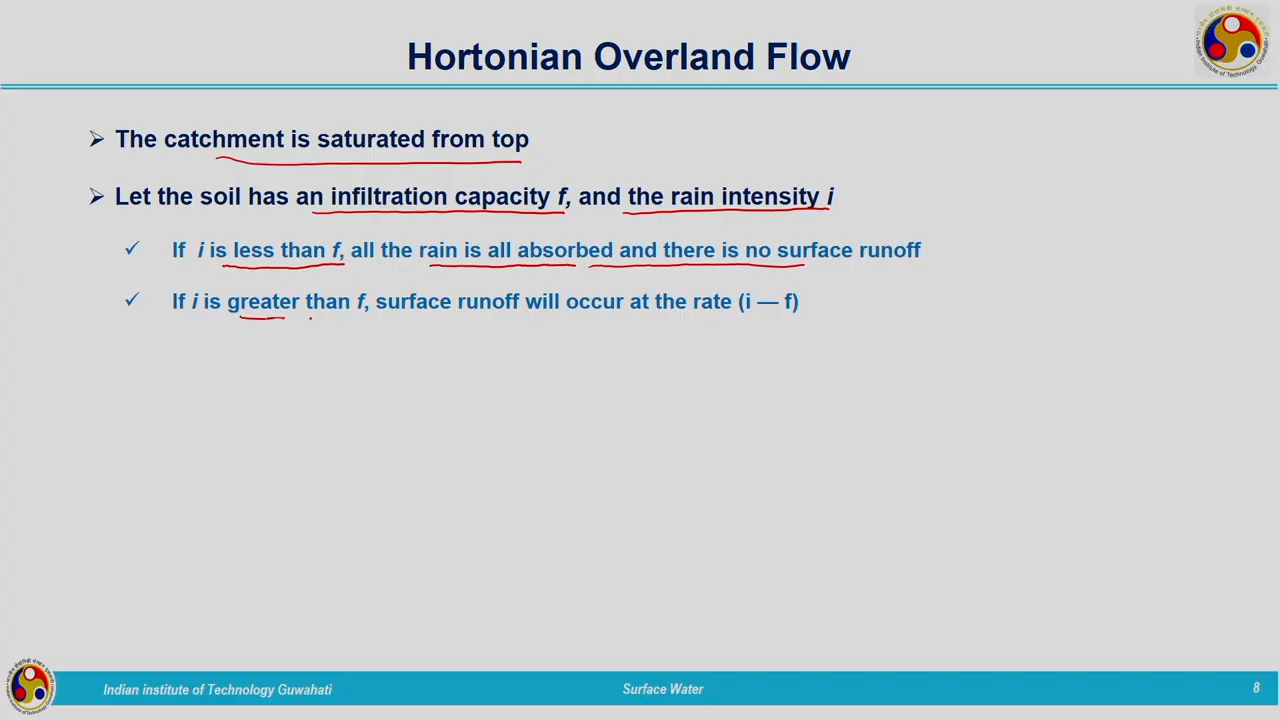 Hortonian Overland Flow
The catchment is saturated from top
Let the soil has an infiltration capacity f, and the rain intensity i
If i is less than f, all the rain is all absorbed and there is no surface runoff
If i is greater than f, surface runoff will occur at the rate (i — f)
Indian institute of Technology Guwahati
Surface Water
8